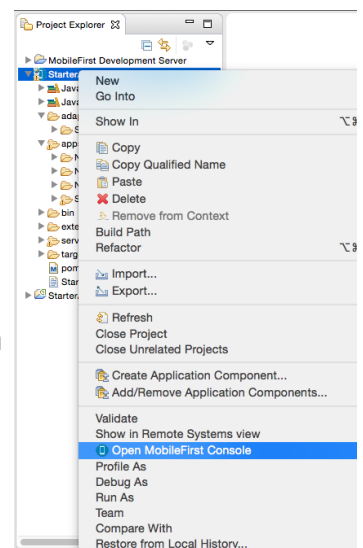 Project Explorer
MobileFirst Development Server
Starter
Java
Java
adap
S
apps
N
N
N
S
bin
exte
serv
targ
pom
Star
Starter
New
Go Into
Show In
Copy
Copy Qualified Name
Paste
Delete
Remove from Context
Build Path
Refactor
Import...
Export...
Refresh
Close Project
Close Unrelated Projects
Create Application Component...
Add/Remove Application Components...
Validate
Show in Remote Systems view
Open MobileFirst Console
Profile As
Debug As
Run As
Team
Compare With
Restore from Local History...